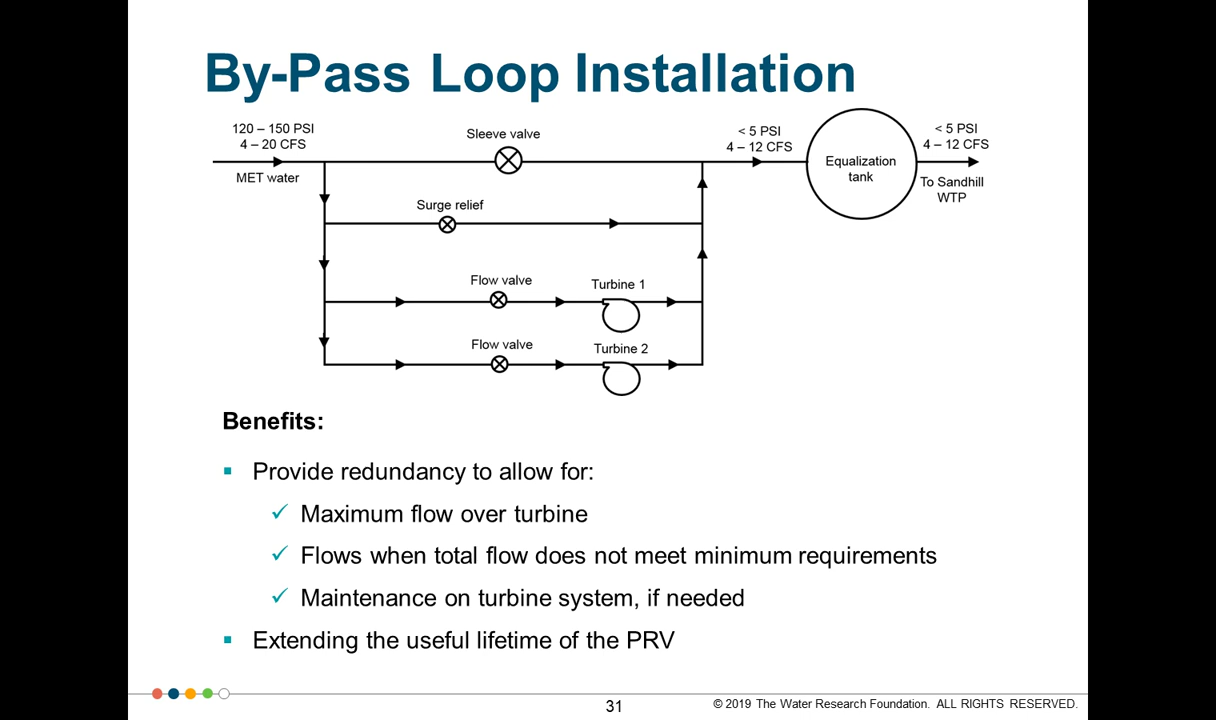 By-Pass Loop Installation
120 – 150 PSI
4 – 20 CFS
MET water
Sleeve valve
< 5 PSI
4 – 12 CFS
Equalization
tank
< 5 PSI
4 – 12 CFS
To Sandhill
WTP
Surge relief
Flow valve
Turbine 1
Flow valve
Turbine 2
Benefits:
Provide redundancy to allow for:
Maximum flow over turbine
Flows when total flow does not meet minimum requirements
Maintenance on turbine system, if needed
Extending the useful lifetime of the PRV
31
© 2019 The Water Research Foundation. ALL RIGHTS RESERVED.